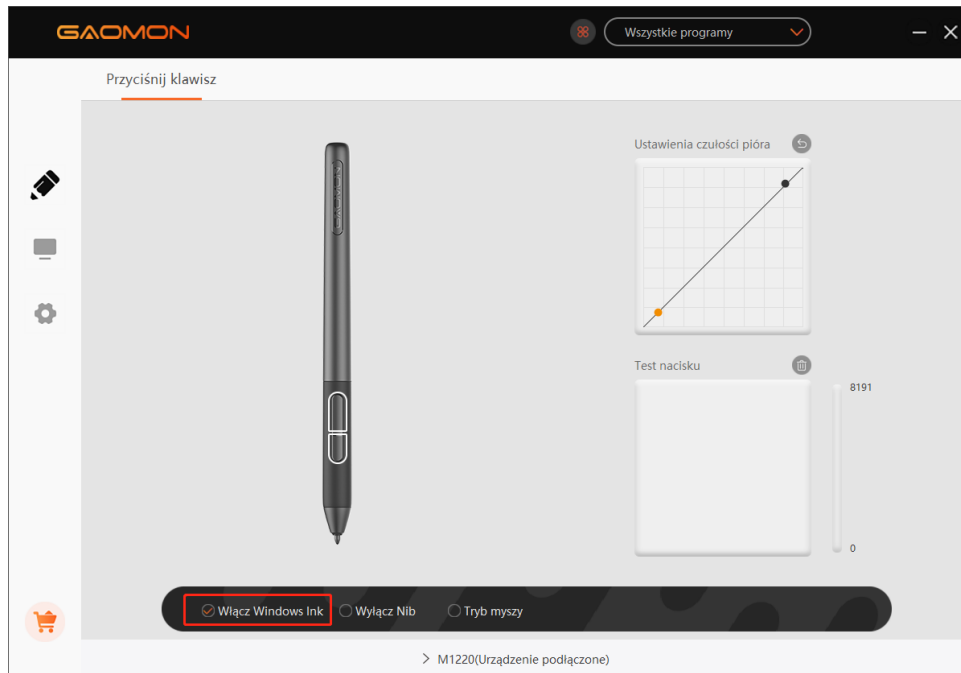 GAOMON
Wszystkie programy
Przyciśnij klawisz
GAOMON
Ustawienia czułości pióra
Test nacisku
8191
0
Włącz Windows Ink
Wyłącz Nib
Tryb myszy
M1220(Urządzenie podłączone)